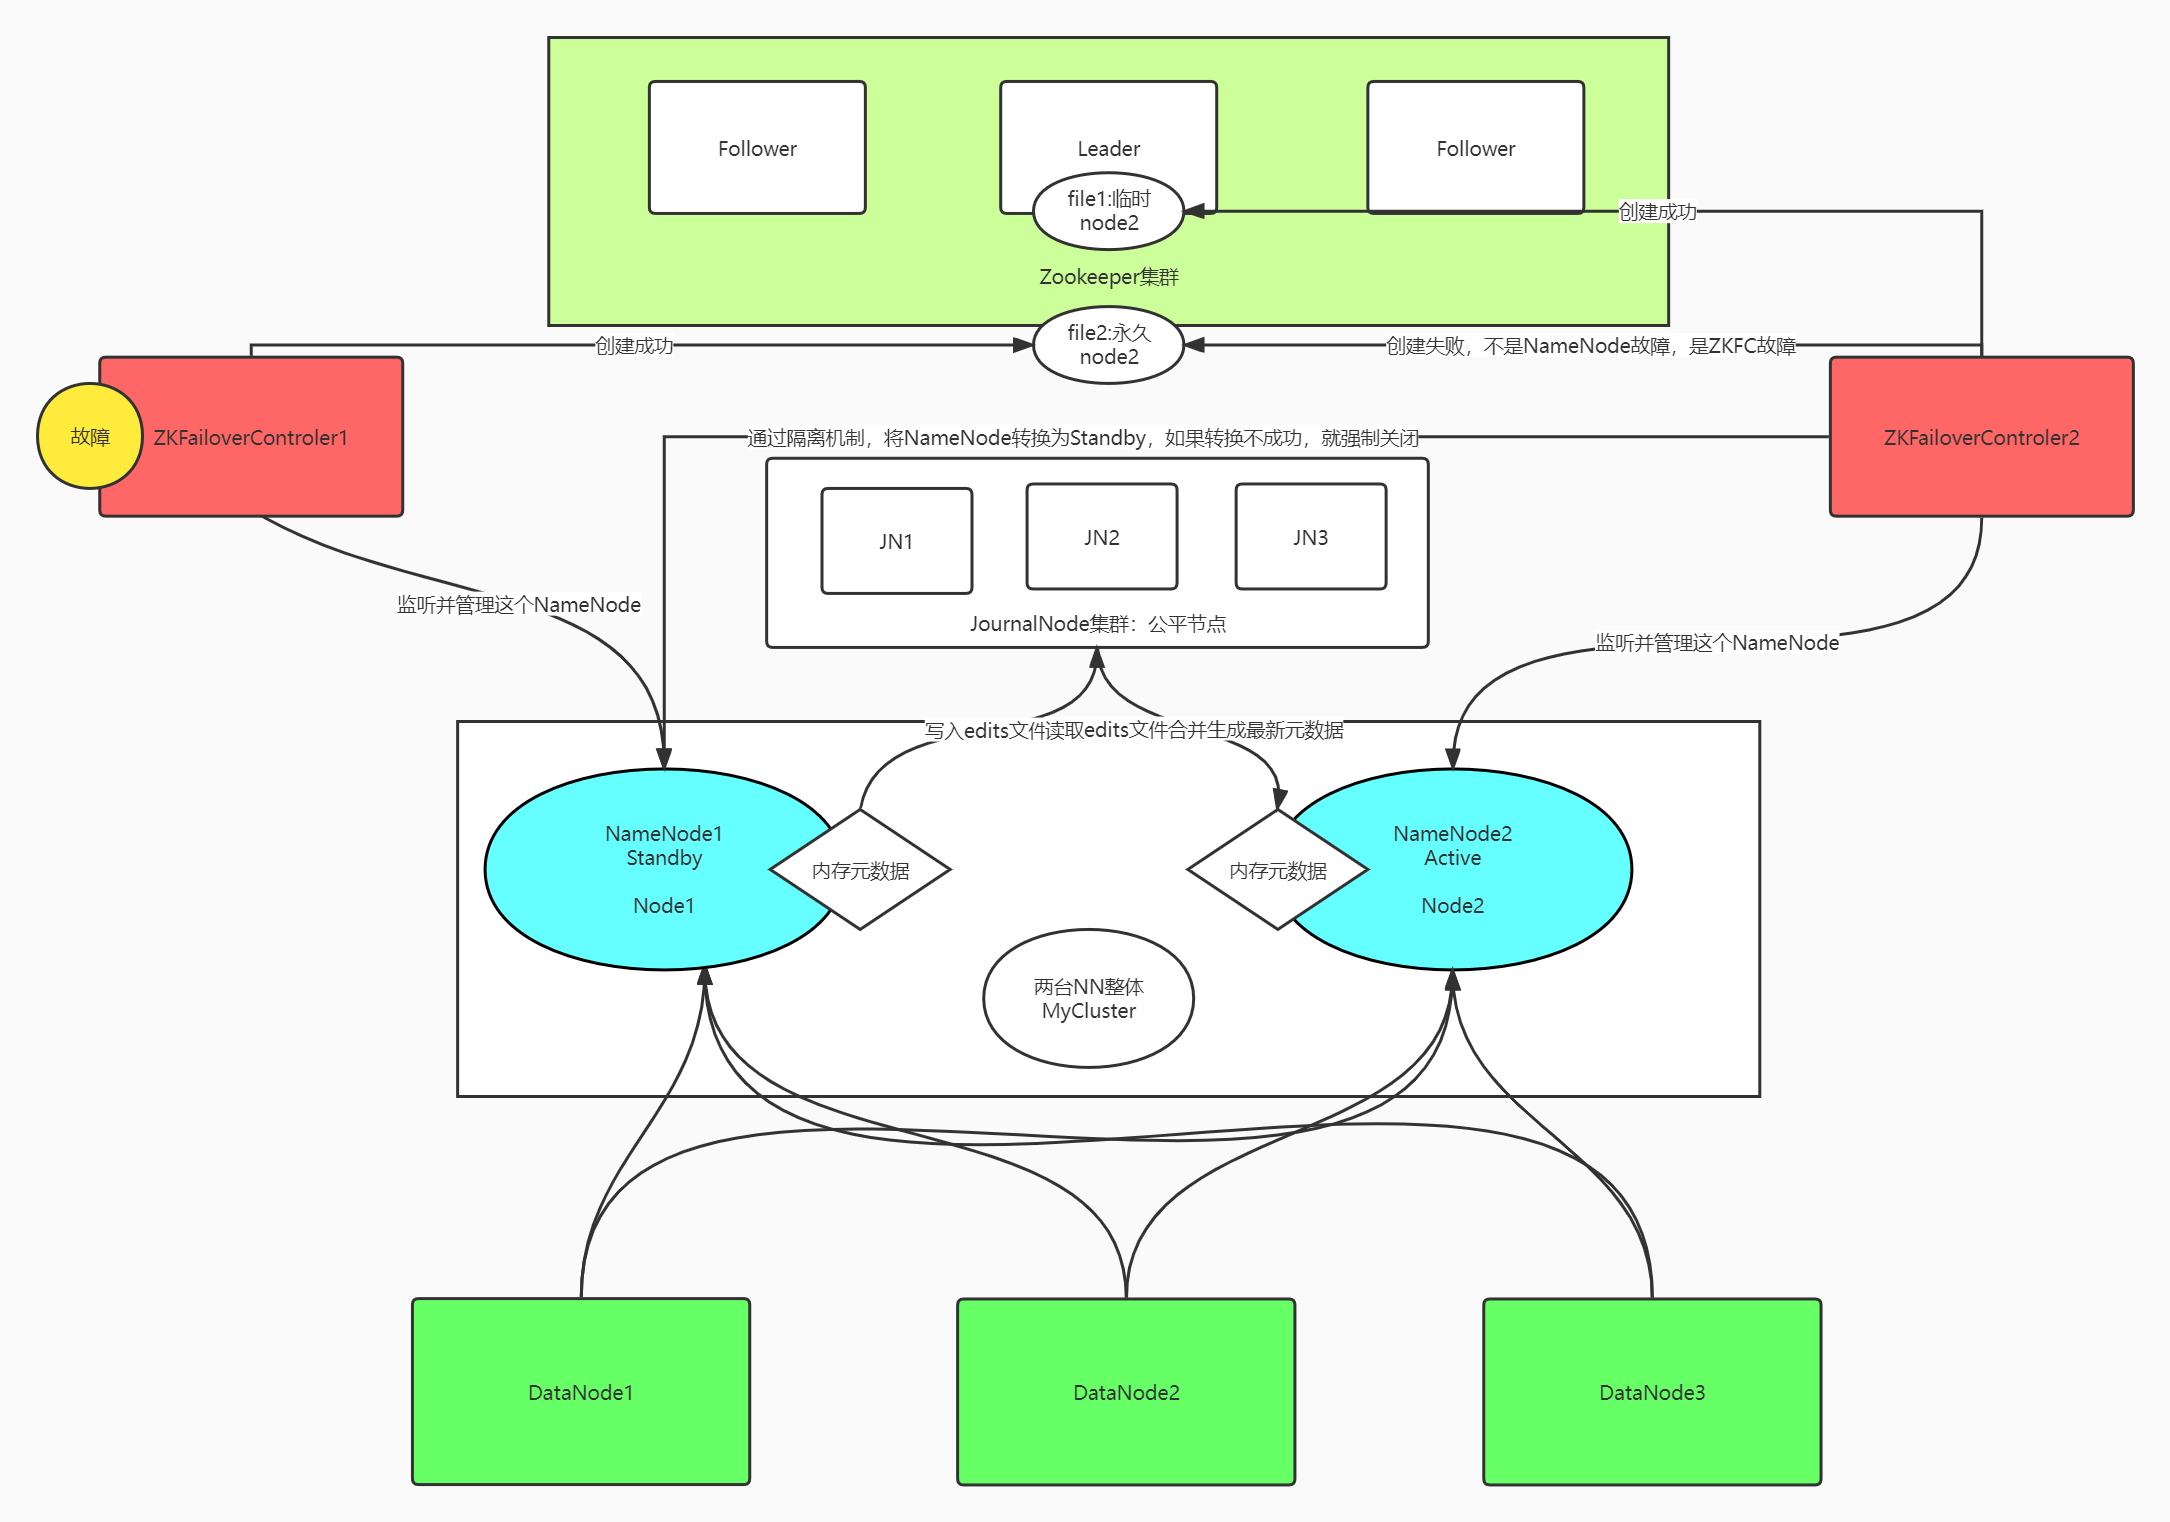 Follower
Leader
Follower
file1:临时
node2
创建成功
Zookeeper集群
file2:永久
node2
创建成功
创建失败，不是NameNode故障，是ZKFC故障
故障
ZKFailoverControler1
通过隔离机制，将NameNode转换为Standby，如果转换不成功，就强制关闭
ZKFailoverControler2
JN1
JN2
JN3
JournalNode集群：公平节点
监听并管理这个NameNode
监听并管理这个NameNode
写入edits文件读取edits文件合并生成最新元数据
NameNode1
Standby
Node1
内存元数据
内存元数据
NameNode2
Active
Node2
两台NN整体
MyCluster
DataNode1
DataNode2
DataNode3